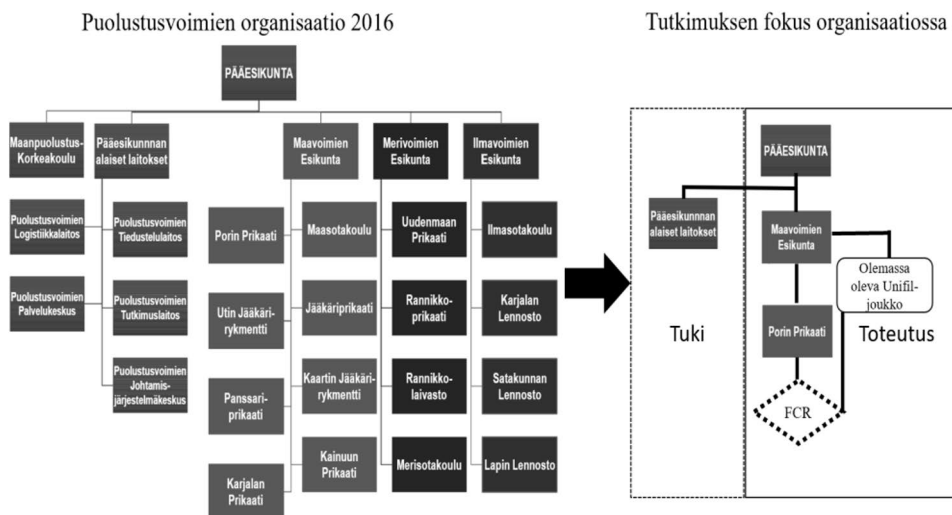 Puolustusvoimien organisaatio 2016
PÄÄESIKUNTA
Maanpuolustus-
Korkeakoulu
Pääesikunnnan
alaiset laitokset
Maavoimien
Esikunta
Merivoimien
Esikunta
Ilmavoimien
Esikunta
Puolustusvoimien
Logistiikkalaitos
Puolustusvoimien
Tiedustelulaitos
Porin Prikaati
Maasotakoulu
Uudenmaan
Prikaati
Ilmasotakoulu
Puolustusvoimien
Palvelukeskus
Puolustusvoimien
Tutkimuslaitos
Utin Jääkäri-
rykmentti
Jääkäriprikaati
Rannikko-
prikaati
Karjalan
Lennosto
Puolustusvoimien
Johtamis-
järjestelmäkeskus
Panssari-
prikaati
Kaartin Jääkäri-
rykmentti
Rannikko-
laivasto
Satakunnan
Lennosto
Karjalan
Prikaati
Kainuun
Prikaati
Merisotakoulu
Lapin Lennosto
Tutkimuksen fokus organisaatiossa
PÄÄESIKUNTA
Pääesikunnnan
alaiset laitokset
Maavoimien
Esikunta
Olemassa
oleva Unifil-
joukko
Tuki
Porin Prikaati
Toteutus
FCR